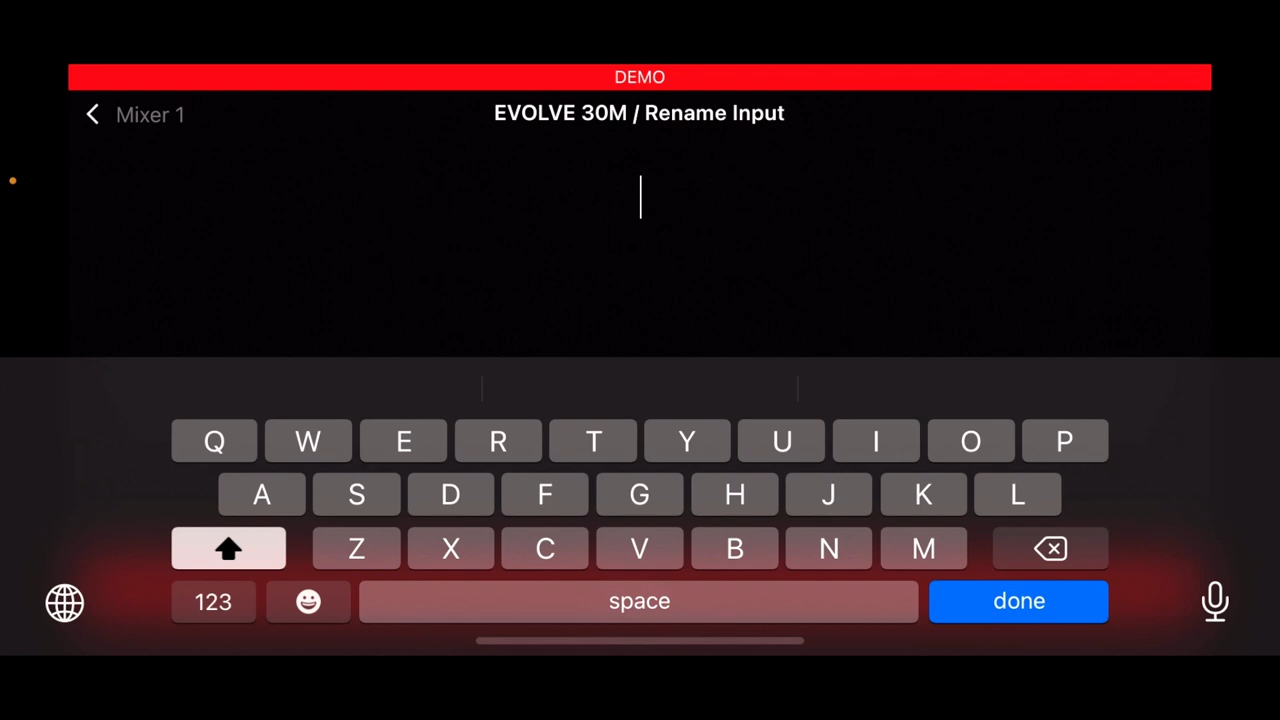 DEMO
Mixer 1
EVOLVE 30M / Rename Input
Q W E R T Y U I O P
A S D F G H J K L
Z X C V B N M
123 space done